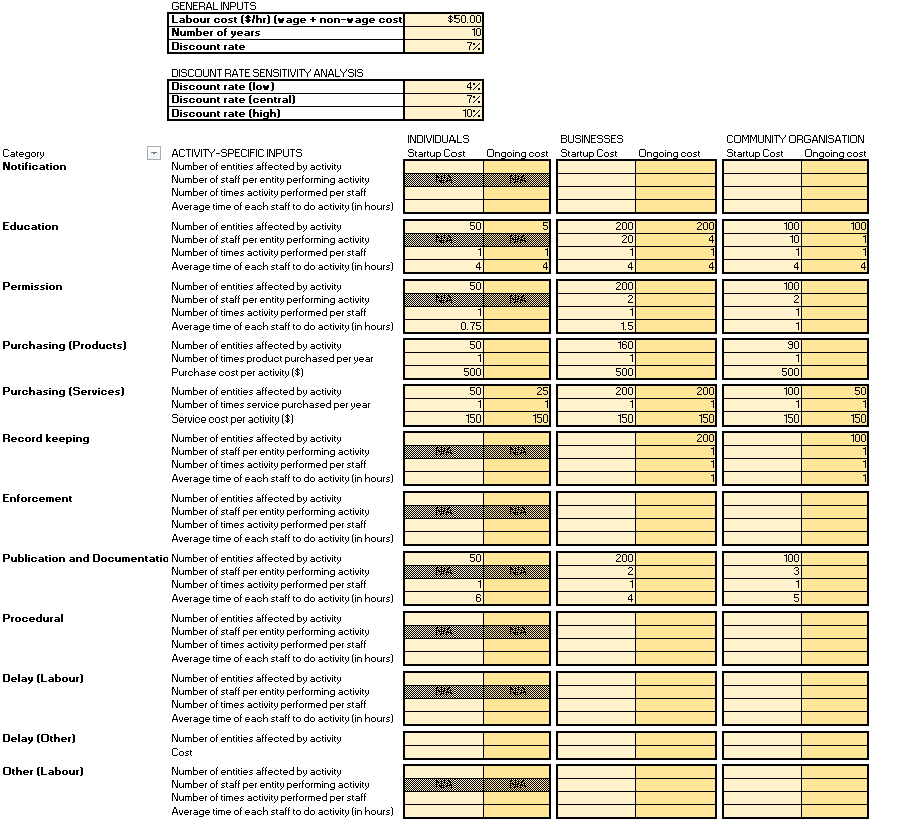 GENERAL INPUTS
Labour cost ($/hr) (wage + non-wage cost $50.00
Number of years 10
Discount rate 7%
DISCOUNT RATE SENSITIVITY ANALYSIS
Discount rate (low) 4%
Discount rate (central) 7%
Discount rate (high) 10%
INDIVIDUALS BUSINESSES COMMUNITY ORGANISATION
Category ACTIVITY-SPECIFIC INPUTS Startup Cost Ongoing cost Startup Cost Ongoing cost Startup Cost Ongoing cost
Notification Number of entities affected by activity
Number of staff per entity performing activity N/A N/A
Number of times activity performed per staff
Average time of each staff to do activity (in hours)
Education Number of entities affected by activity 50 5 200 200 100 100
Number of staff per entity performing activity N/A N/A 20 4 10 1
Number of times activity performed per staff 1 1 1 1 1 1
Average time of each staff to do activity (in hours) 4 4 4 4 4 4
Permission Number of entities affected by activity 50 200 100
Number of staff per entity performing activity N/A N/A 2 2
Number of times activity performed per staff 1 1 1
Average time of each staff to do activity (in hours) 0.75 1.5 1
Purchasing (Products) Number of entities affected by activity 50 160 90
Number of times product purchased per year 1 1 1
Purchase cost per activity ($) 500 500 500
Purchasing (Services) Number of entities affected by activity 50 25 200 200 100 50
Number of times service purchased per year 1 1 1 1 1 1
Service cost per activity ($) 150 150 150 150 150 150
Record keeping Number of entities affected by activity 200 100
Number of staff per entity performing activity N/A N/A 1 1
Number of times activity performed per staff 1 1
Average time of each staff to do activity (in hours) 1 1
Enforcement Number of entities affected by activity
Number of staff per entity performing activity N/A N/A
Number of times activity performed per staff
Average time of each staff to do activity (in hours)
Publication and Documentatio Number of entities affected by activity 50 200 100
Number of staff per entity performing activity N/A N/A 2 3
Number of times activity performed per staff 1 1 1
Average time of each staff to do activity (in hours) 6 4 5
Procedural Number of entities affected by activity
Number of staff per entity performing activity N/A N/A
Number of times activity performed per staff
Average time of each staff to do activity (in hours)
Delay (Labour) Number of entities affected by activity
Number of staff per entity performing activity N/A N/A
Number of times activity performed per staff
Average time of each staff to do activity (in hours)
Delay (Other) Number of entities affected by activity
Cost
Other (Labour) Number of entities affected by activity
Number of staff per entity performing activity N/A N/A
Number of times activity performed per staff
Average time of each staff to do activity (in hours)